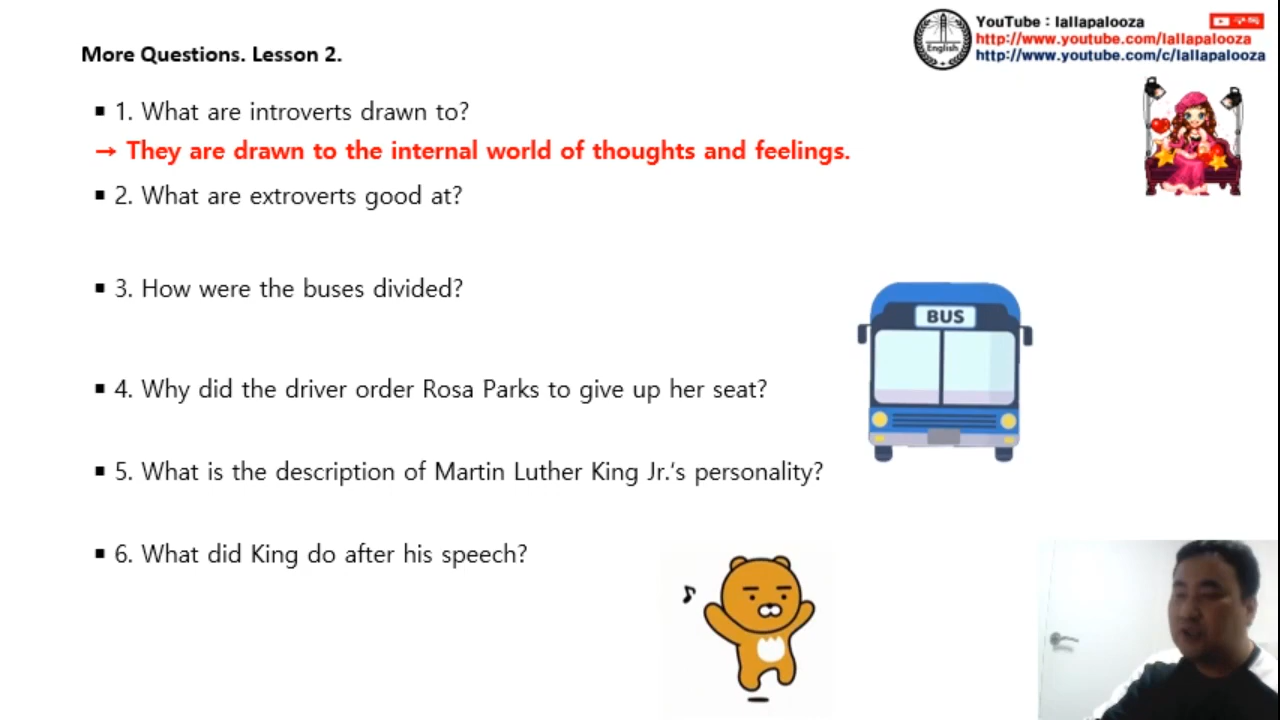 YouTube : lallapalooza
http://www.youtube.com/lallapalooza
http://www.youtube.com/c/lallapalooza
English
More Questions. Lesson 2.
▪ 1. What are introverts drawn to?
→ They are drawn to the internal world of thoughts and feelings.
▪ 2. What are extroverts good at?
▪ 3. How were the buses divided?
BUS
▪ 4. Why did the driver order Rosa Parks to give up her seat?
▪ 5. What is the description of Martin Luther King Jr.'s personality?
▪ 6. What did King do after his speech?